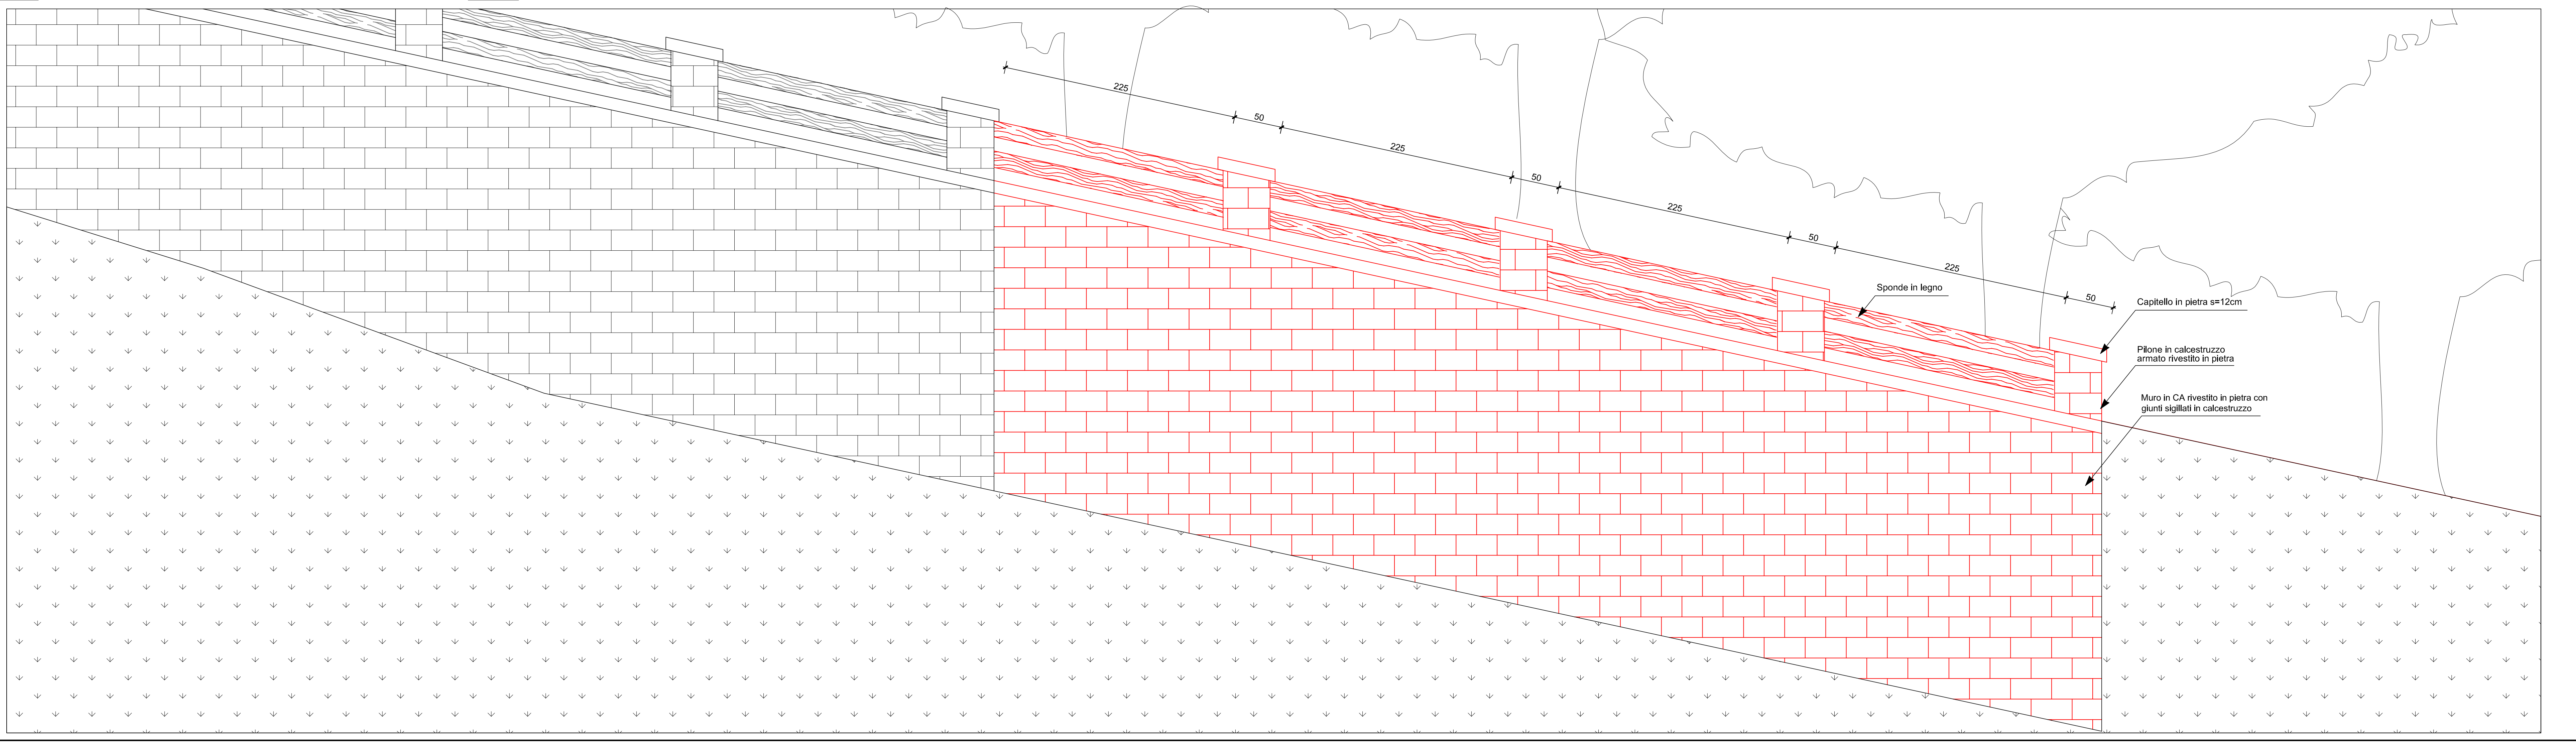 225
50
225
50
225
50
225
50
Sponde in legno
Capitello in pietra s=12cm
Pilone in calcestruzzo
armato rivestito in pietra
Muro in CA rivestito in pietra con
giunti sigillati in calcestruzzo